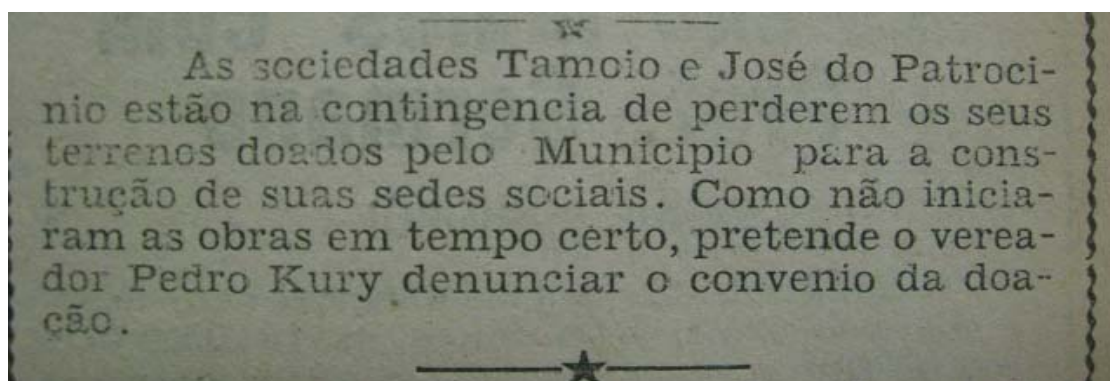 As sociedades Tamoio e José do Patroci-
nio estão na contingencia de perderem os seus
terrenos doados pelo Municipio para a cons-
trução de suas sedes sociais. Como não inicia-
ram as obras em tempo certo, pretende o verea-
dor Pedro Kury denunciar o convenio da doa-
ção.